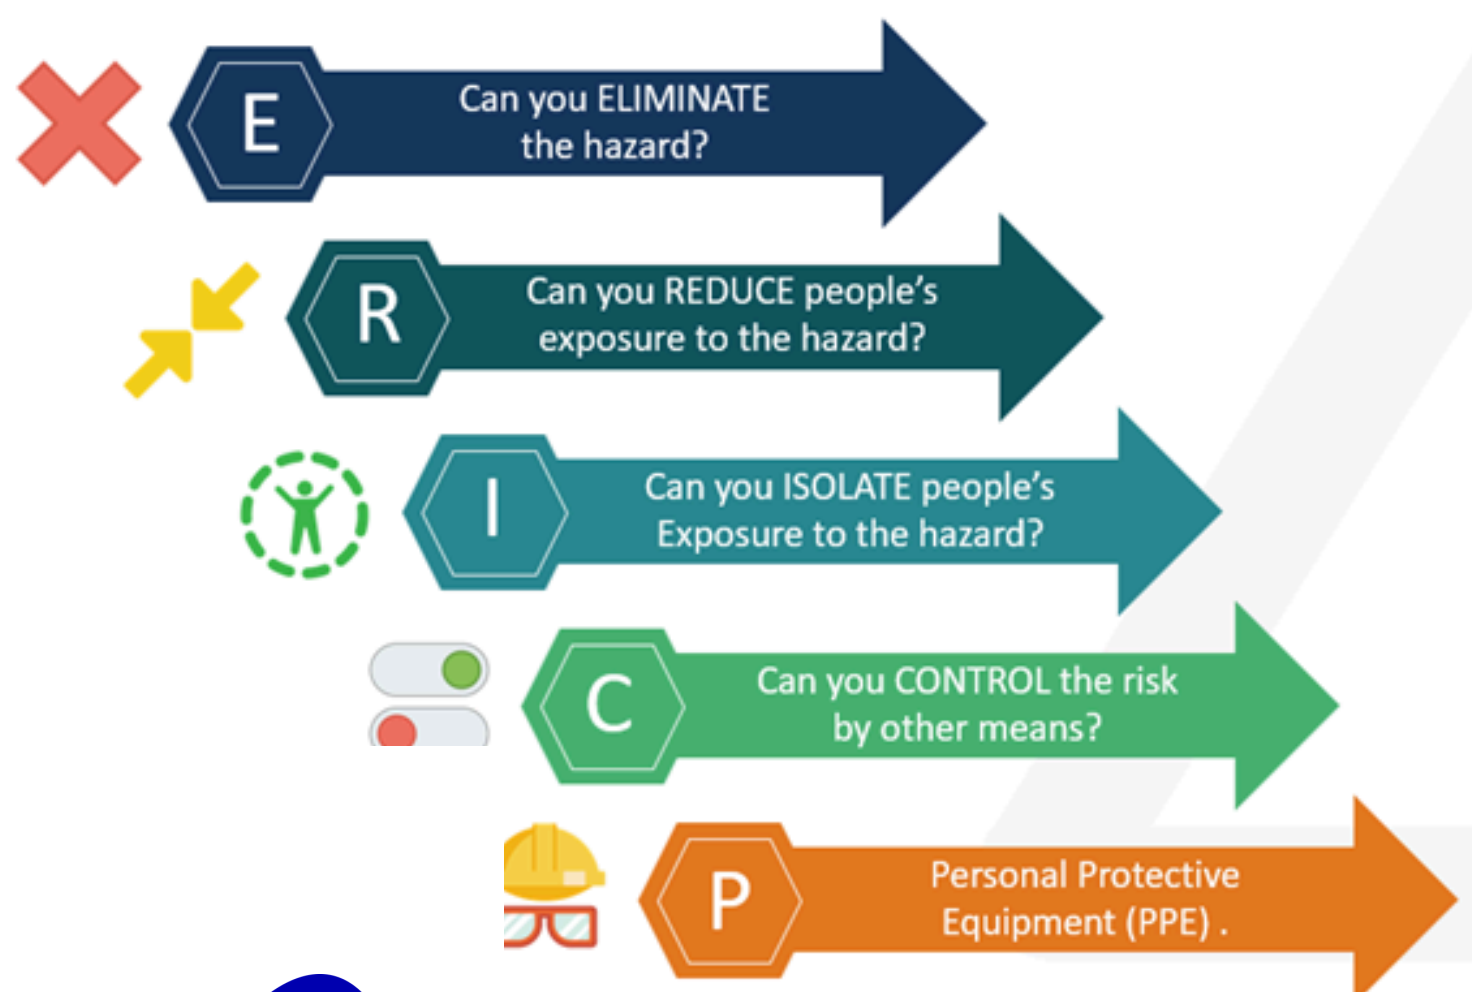 E
Can you ELIMINATE
the hazard?
R
Can you REDUCE people's
exposure to the hazard?
I
Can you ISOLATE people's
Exposure to the hazard?
C
Can you CONTROL the risk
by other means?
P
Personal Protective
Equipment (PPE) .